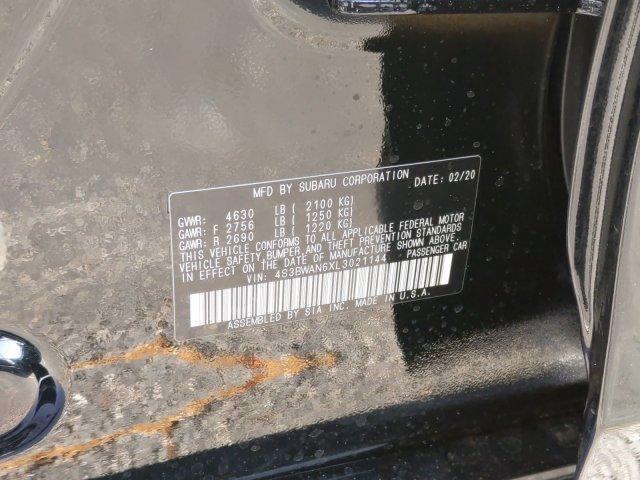 MFD BY SUBARU CORPORATION DATE: 02/20
GVWR: 4630 LB ( 2100 KG)
GAWR: F 2756 LB ( 1250 KG)
GAWR: R 2690 LB ( 1220 KG)
THIS VEHICLE CONFORMS TO ALL APPLICABLE FEDERAL MOTOR
VEHICLE SAFETY, BUMPER, AND THEFT PREVENTION STANDARDS
IN EFFECT ON THE DATE OF MANUFACTURE SHOWN ABOVE.
VIN: 4S3BWAN6XL3021144 PASSENGER CAR
ASSEMBLED BY SIA INC. MADE IN U.S.A.